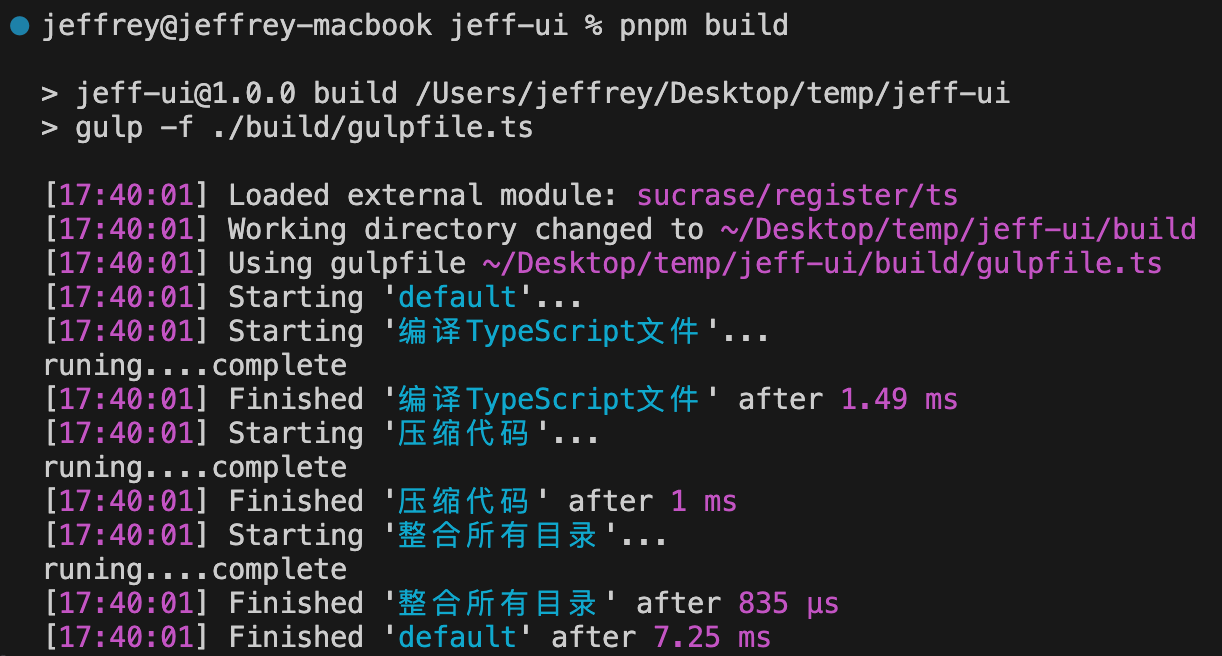 jeffrey@jeffrey-macbook jeff-ui % pnpm build
> jeff-ui@1.0.0 build /Users/jeffrey/Desktop/temp/jeff-ui
> gulp -f ./build/gulpfile.ts
[17:40:01] Loaded external module: sucrase/register/ts
[17:40:01] Working directory changed to ~/Desktop/temp/jeff-ui/build
[17:40:01] Using gulpfile ~/Desktop/temp/jeff-ui/build/gulpfile.ts
[17:40:01] Starting 'default'...
[17:40:01] Starting '编译TypeScript文件'...
runing....complete
[17:40:01] Finished '编译TypeScript文件' after 1.49 ms
[17:40:01] Starting '压缩代码'...
runing....complete
[17:40:01] Finished '压缩代码' after 1 ms
[17:40:01] Starting '整合所有目录'...
runing....complete
[17:40:01] Finished '整合所有目录' after 835 μs
[17:40:01] Finished 'default' after 7.25 ms